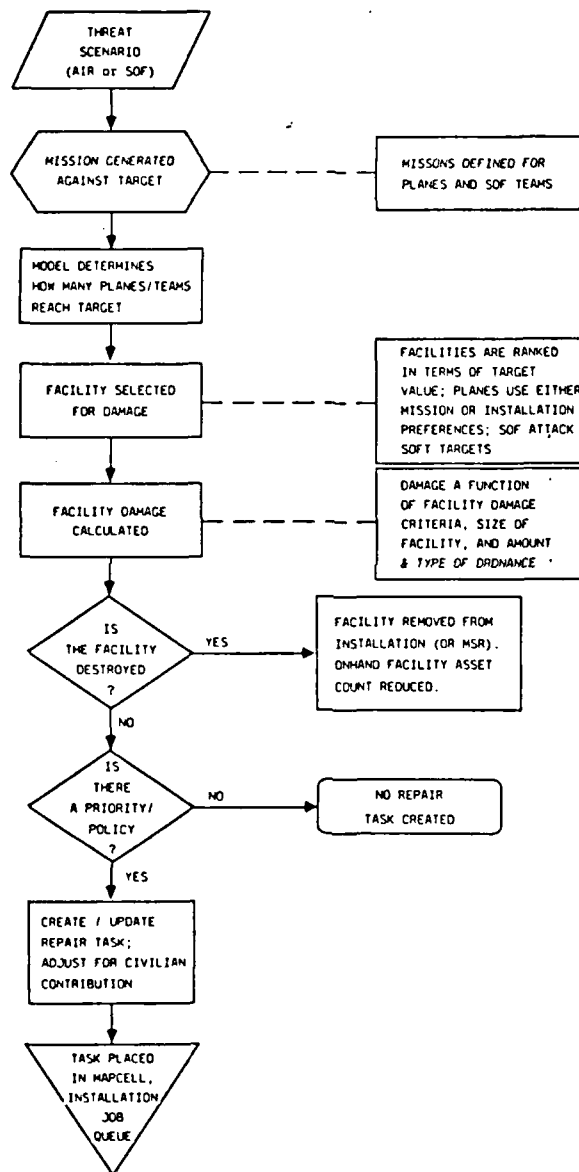 THREAT
SCENARIO
(AIR or SOF)
MISSION GENERATED
AGAINST TARGET
MISSONS DEFINED FOR
PLANES AND SOF TEAMS
MODEL DETERMINES
HOW MANY PLANES/TEAMS
REACH TARGET
FACILITY SELECTED
FOR DAMAGE
FACILITIES ARE RANKED
IN TERMS OF TARGET
VALUE; PLANES USE EITHER
MISSION OR INSTALLATION
PREFERENCES; SOF ATTACK
SOFT TARGETS
FACILITY DAMAGE
CALCULATED
DAMAGE A FUNCTION
OF FACILITY DAMAGE
CRITERIA, SIZE OF
FACILITY, AND AMOUNT
& TYPE OF ORDNANCE
IS
THE FACILITY
DESTROYED
?
YES
FACILITY REMOVED FROM
INSTALLATION (OR MSR).
ONHAND FACILITY ASSET
COUNT REDUCED.
NO
IS
THERE
A PRIORITY/
POLICY
?
NO
NO REPAIR
TASK CREATED
YES
CREATE / UPDATE
REPAIR TASK;
ADJUST FOR CIVILIAN
CONTRIBUTION
TASK PLACED
IN MAPCELL,
INSTALLATION
JOB
QUEUE